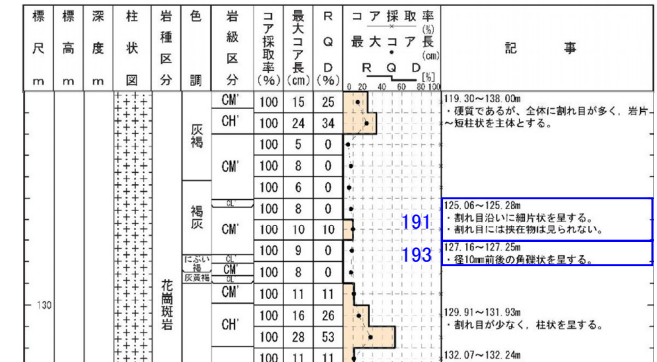 標尺m
標高m
深度m
柱状図
岩種区分
色調
岩級区分
コア採取率(%)
最大コア長(cm)
RQD(%)
コア採取率(%)
最大コア長(cm)
RQD[%]
0 20 40 60 80 100
記事
CM' 100 15 25
CH' 100 24 34
灰褐
100 5 0
CM' 100 8 0
100 6 0
CL' 100 8 0
褐灰
CM' 100 10 10
100 9 0
にぶい褐 CL'
CM' 100 8 0
灰黄褐 CL'
CM' 100 11 11
花崗斑岩
130
100 16 26
CH'
100 28 53
100 11 11
119.30～138.00m
・硬質であるが、全体に割れ目が多く、岩片
～短柱状を主体とする。
191
125.06～125.28m
・割れ目沿いに細片状を呈する。
・割れ目には挟在物は見られない。
193
127.16～127.25m
・径10mm前後の角礫状を呈する。
129.91～131.93m
・割れ目が少なく、柱状を呈する。
132.07～132.24m